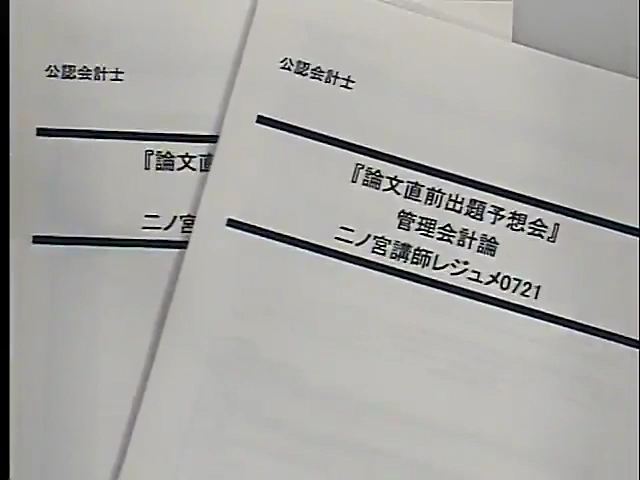 公認会計士
『論文直
二ノ宮
公認会計士
『論文直前出題予想会』
管理会計論
二ノ宮講師レジュメ0721